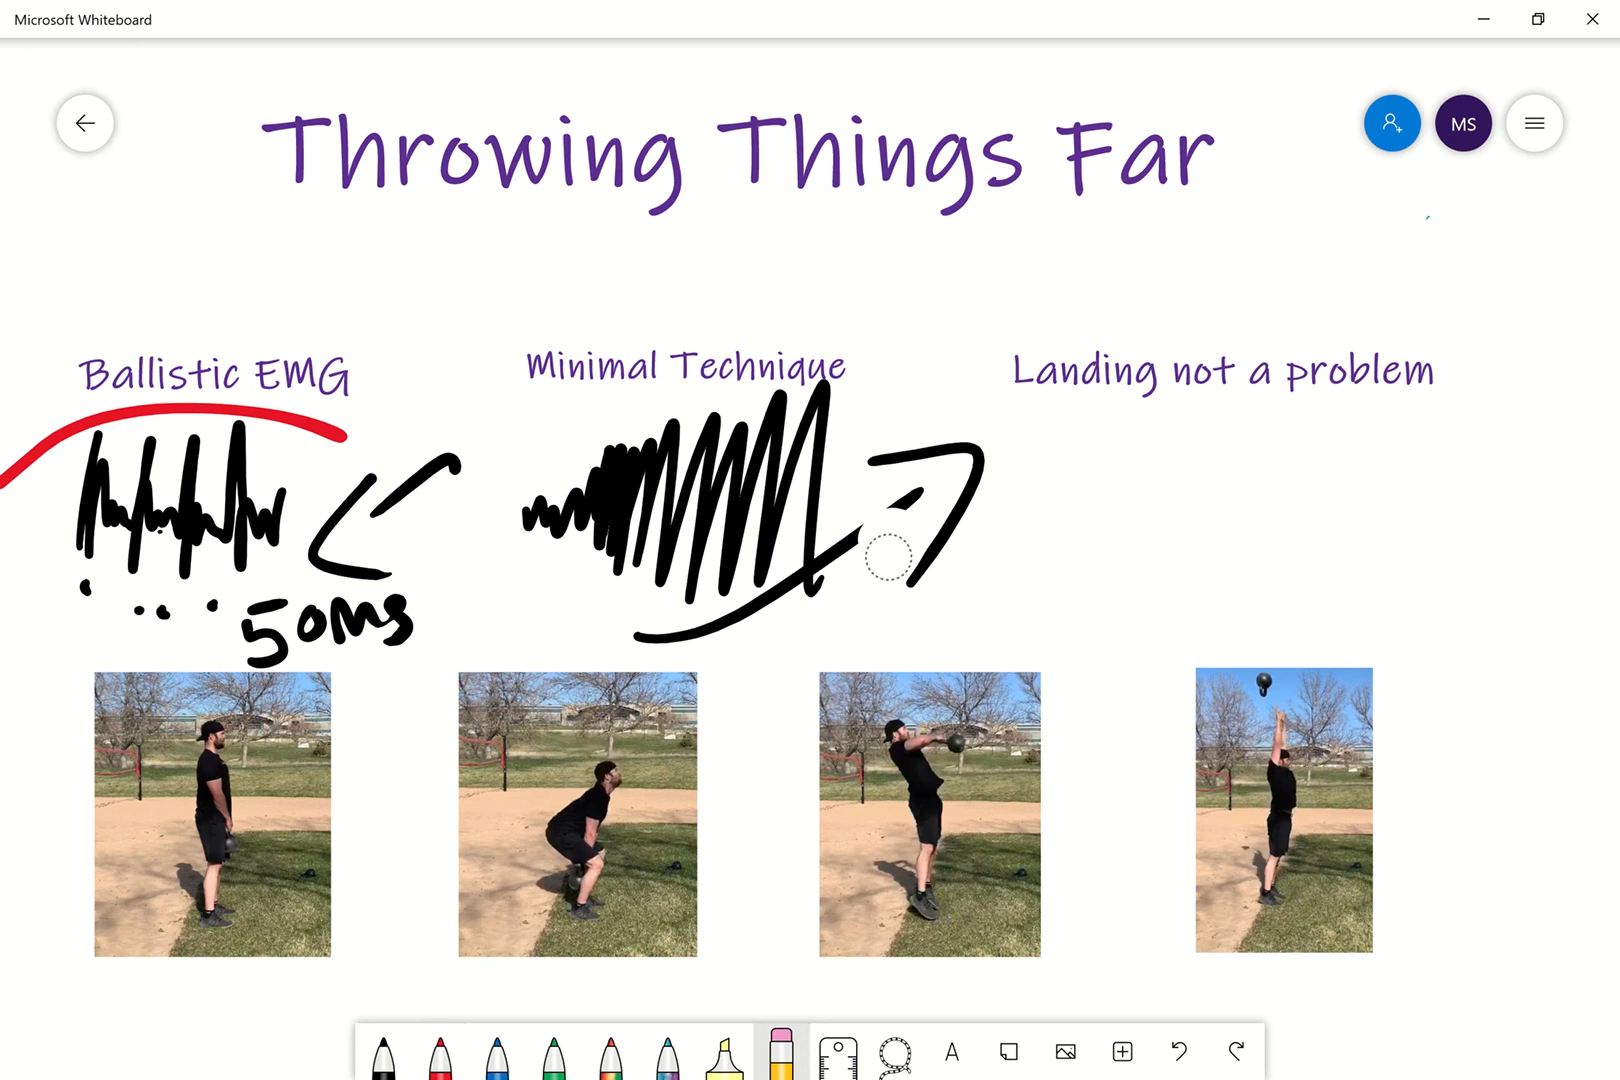 Microsoft Whiteboard
Throwing Things Far
MS
Ballistic EMG
Minimal Technique
Landing not a problem
50ms